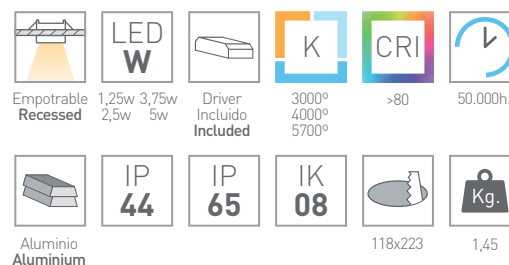 LED
W
K
CRI
Empotrable
Recessed
1,25w 3,75w
2,5w 5w
Driver
Incluido
Included
3000º
4000º
5700º
>80
50.000h.
IP
44
IP
65
IK
08
Kg.
Aluminio
Aluminium
118x223
1,45